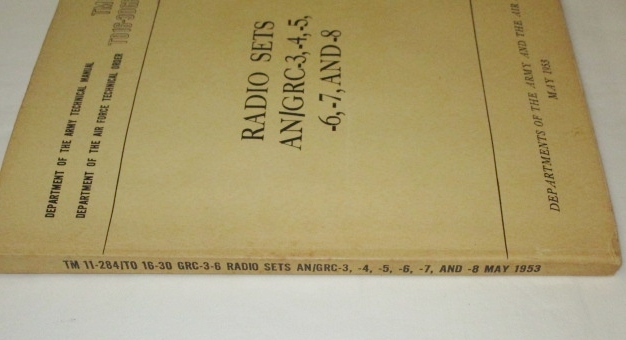 DEPARTMENT OF THE ARMY TECHNICAL MANUAL TM
DEPARTMENT OF THE AIR FORCE TECHNICAL ORDER
RADIO SETS
AN/GRC-3,-4,-5,
-6,-7, AND-8
DEPARTMENTS OF THE ARMY AND THE AIR
MAY 1953
TM 11-284/TO 16-30 GRC-3-6 RADIO SETS AN/GRC-3, -4, -5, -6, -7, AND -8 MAY 1953